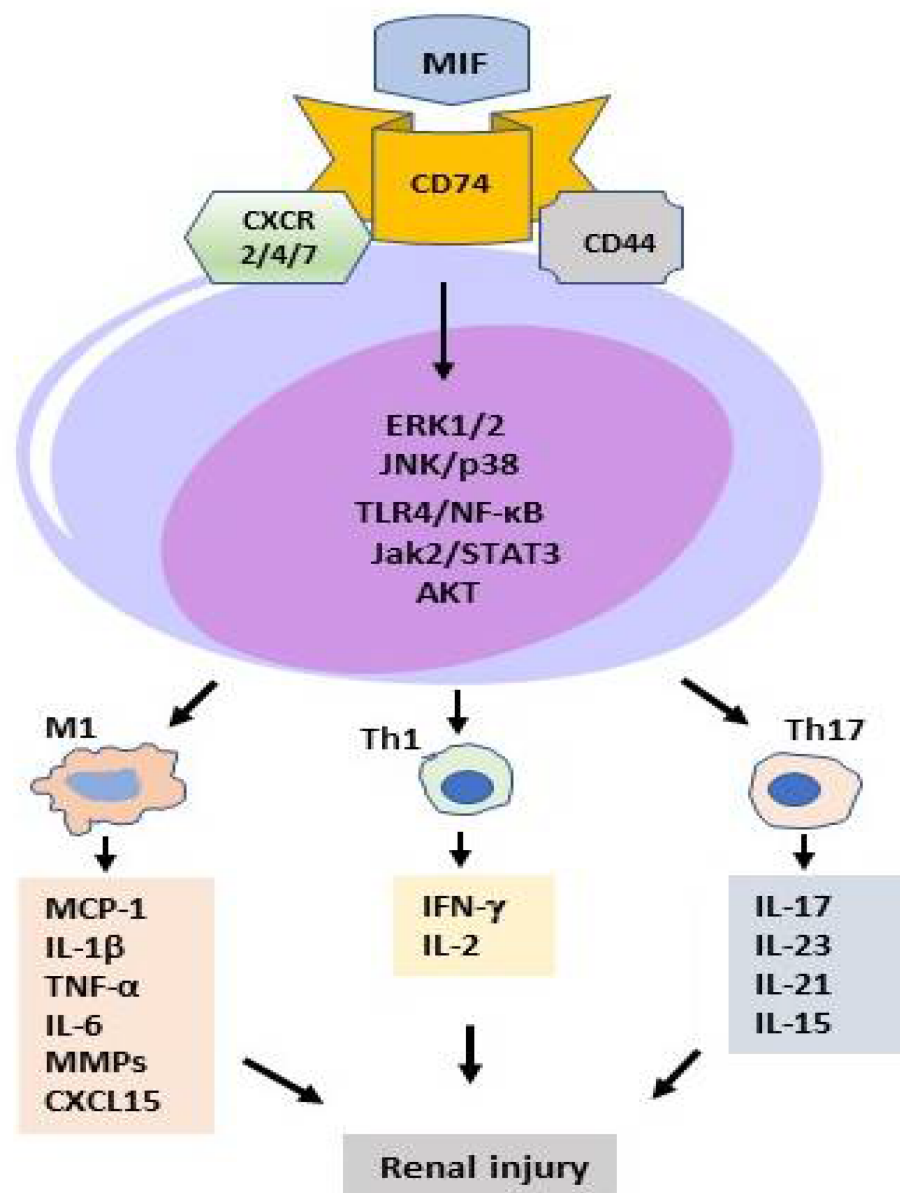 MIF
CD74
CXCR
2/4/7
CD44
ERK1/2
JNK/p38
TLR4/NF-κB
Jak2/STAT3
AKT
M1
Th1
Th17
MCP-1
IL-1β
TNF-α
IL-6
MMPs
CXCL15
IFN-γ
IL-2
IL-17
IL-23
IL-21
IL-15
Renal injury